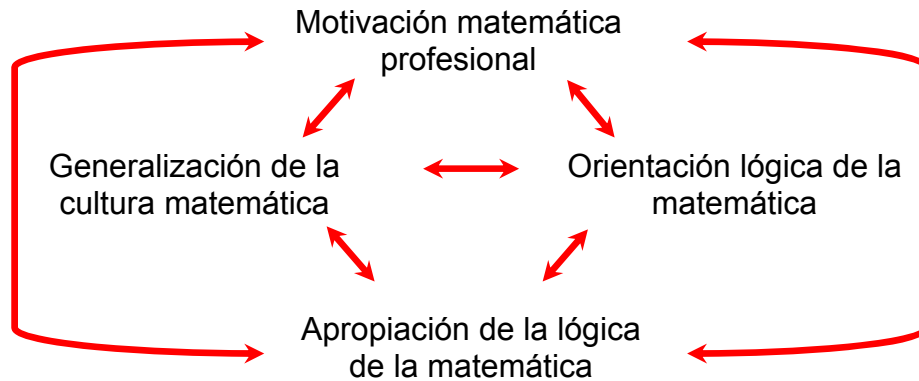 Motivación matemática
profesional
Generalización de la
cultura matemática
Orientación lógica de la
matemática
Apropiación de la lógica
de la matemática